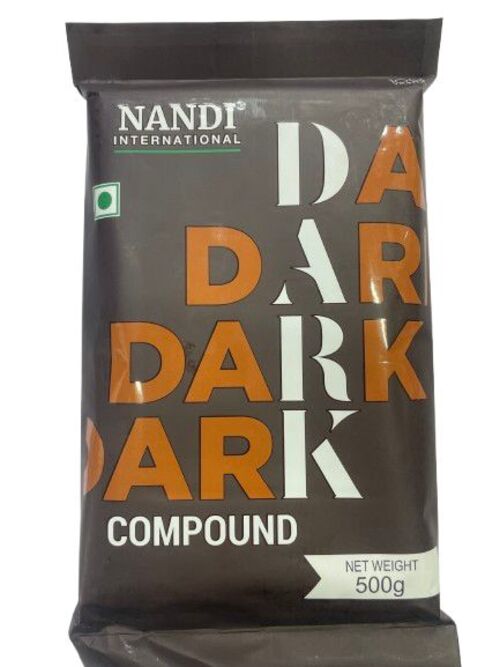 NANDI®
INTERNATIONAL
DA
DAR
DARK
DARK
COMPOUND
NET WEIGHT
500g